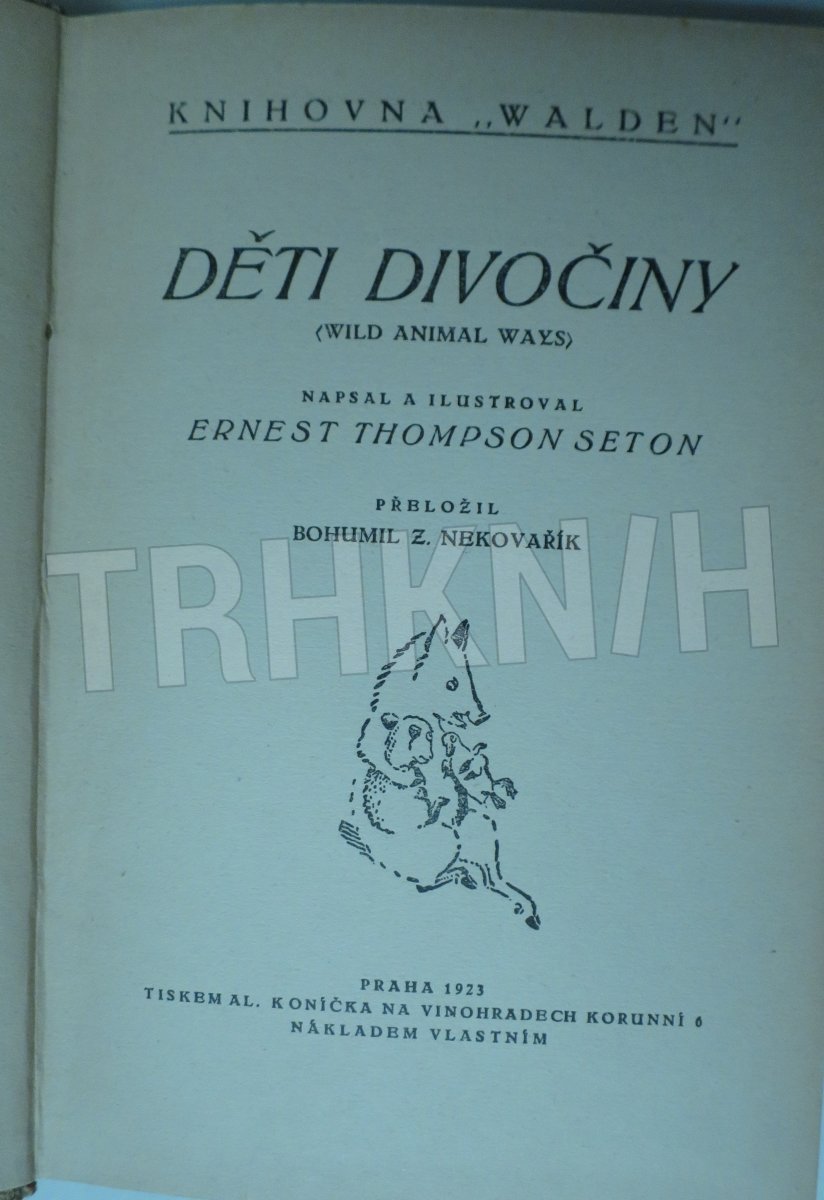 KNIHOVNA „WALDEN"
DĚTI DIVOČINY
(WILD ANIMAL WAYS)
NAPSAL A ILUSTROVAL
ERNEST THOMPSON SETON
PŘELOŽIL
BOHUMIL Z. NEKOVAŘÍK
TRHKNIH
PRAHA 1923
TISKEM AL. KONÍČKA NA VINOHRADECH KORUNNÍ 6
NÁKLADEM VLASTNÍM